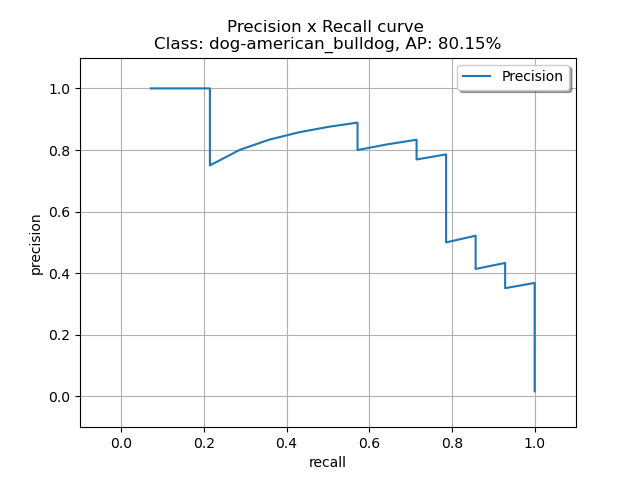 Precision x Recall curve
Class: dog-american_bulldog, AP: 80.15%
Precision
1.0
0.8
0.6
0.4
0.2
0.0
precision
0.0 0.2 0.4 0.6 0.8 1.0
recall